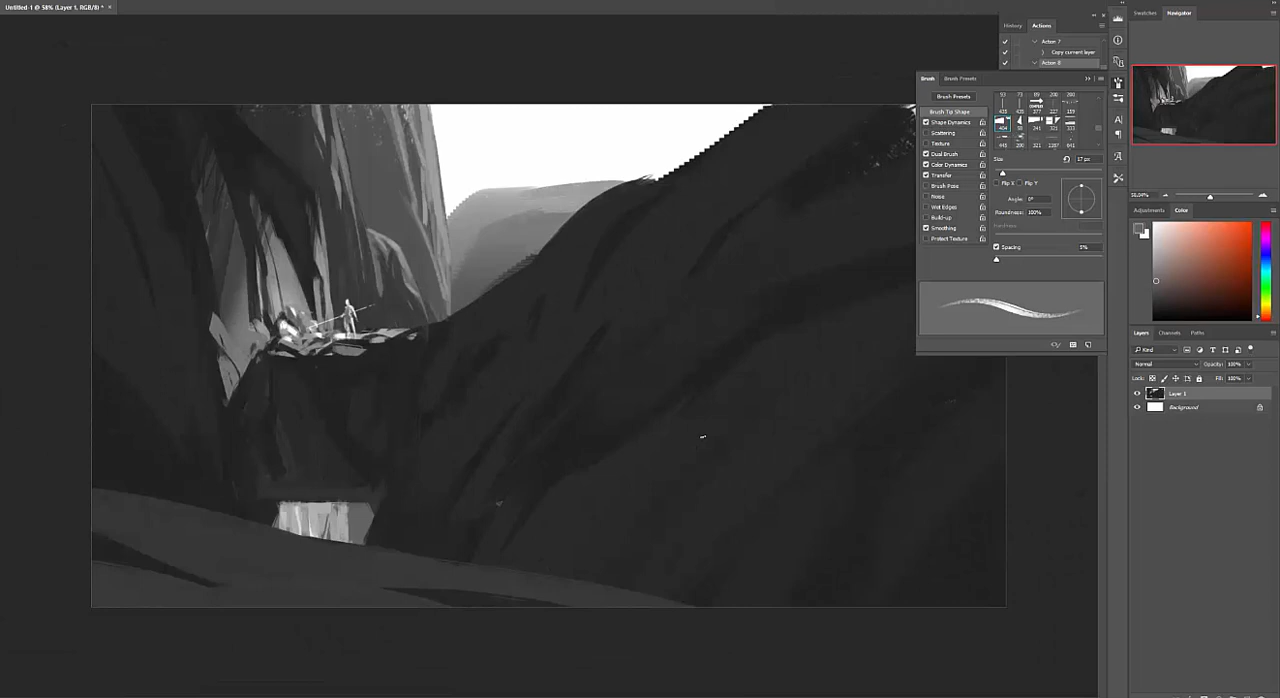 Untitled-1 @ 58% (Layer 1, RGB/8) *
History Actions
Action 7
Copy current layer
Action 8
Swatches Navigator
Brush Brush Presets
Brush Presets
Brush Tip Shape
Shape Dynamics
Scattering
Texture
Dual Brush
Color Dynamics
Transfer
Brush Pose
Noise
Wet Edges
Build-up
Smoothing
Protect Texture
Size 17 px
Flip X Flip Y
Angle: 0°
Roundness: 100%
Spacing 5%
Adjustments Color
Layers Channels Paths
Kind
Normal Opacity: 100%
Lock: Fill: 100%
Layer 1
Background